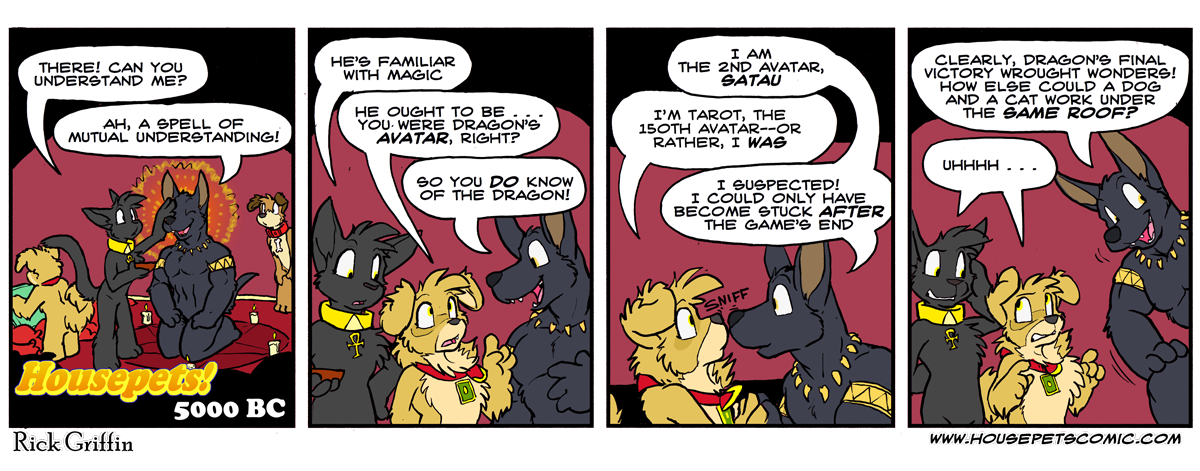 THERE! CAN YOU
UNDERSTAND ME?
AH, A SPELL OF
MUTUAL UNDERSTANDING!
Housepets!
5000 BC
HE'S FAMILIAR
WITH MAGIC
HE OUGHT TO BE . . .
YOU WERE DRAGON'S
AVATAR, RIGHT?
SO YOU DO KNOW
OF THE DRAGON!
I AM
THE 2ND AVATAR,
SATAU
I'M TAROT, THE
150TH AVATAR--OR
RATHER, I WAS
I SUSPECTED!
I COULD ONLY HAVE
BECOME STUCK AFTER
THE GAME'S END
SNIFF
CLEARLY, DRAGON'S FINAL
VICTORY WROUGHT WONDERS!
HOW ELSE COULD A DOG
AND A CAT WORK UNDER
THE SAME ROOF?
UHHHH . . .
Rick Griffin
WWW.HOUSEPETSCOMIC.COM